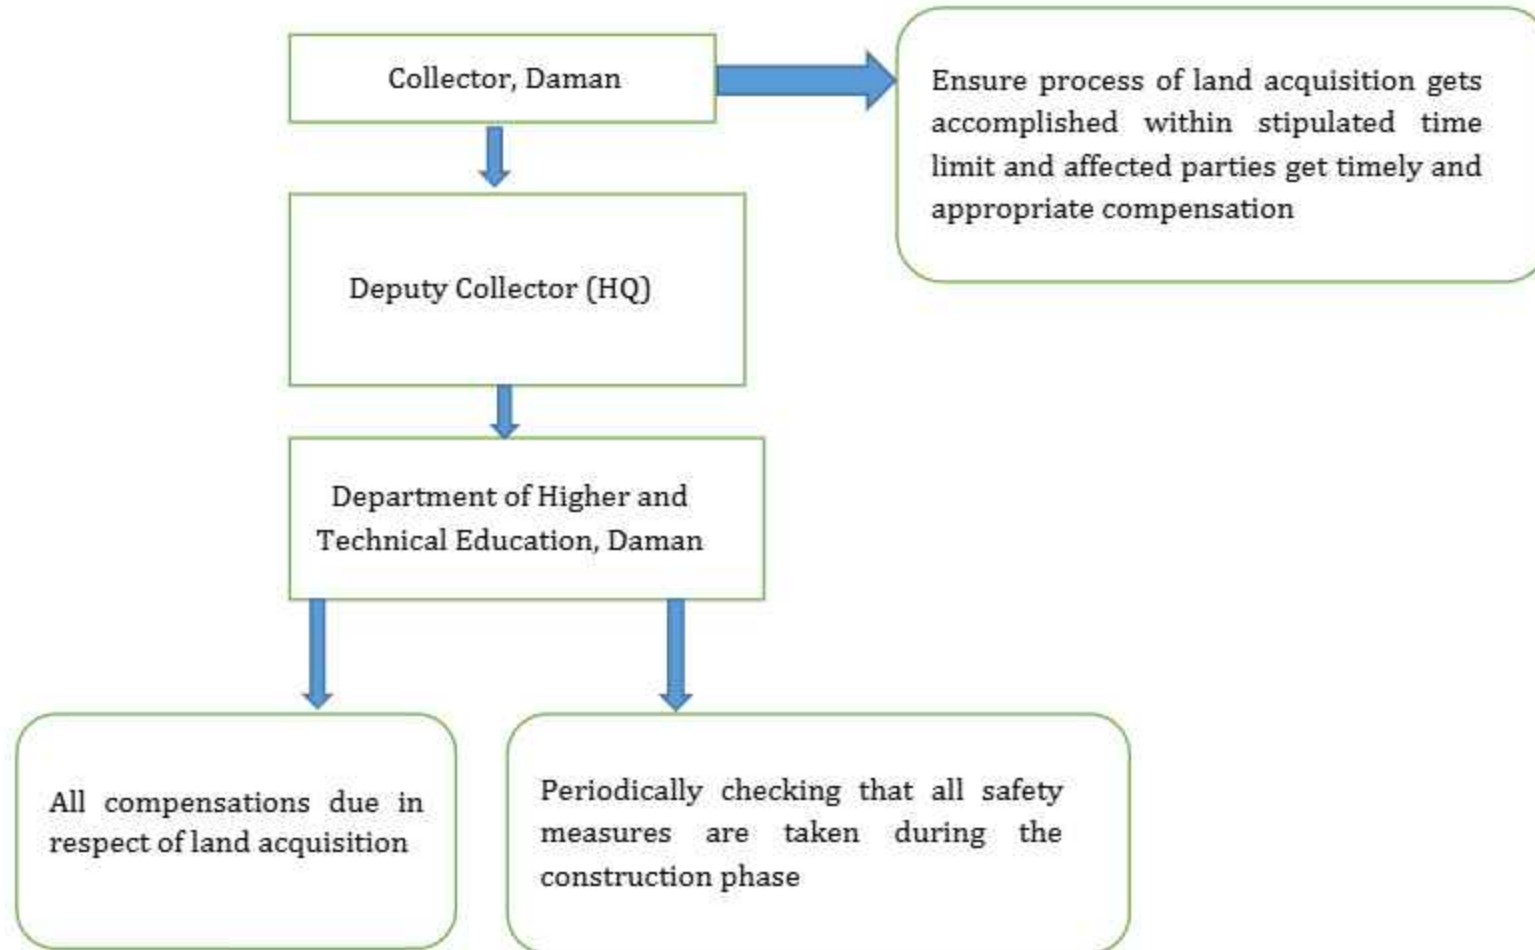 Collector, Daman
Ensure process of land acquisition gets
accomplished within stipulated time
limit and affected parties get timely and
appropriate compensation
Deputy Collector (HQ)
Department of Higher and
Technical Education, Daman
All compensations due in
respect of land acquisition
Periodically checking that all safety
measures are taken during the
construction phase